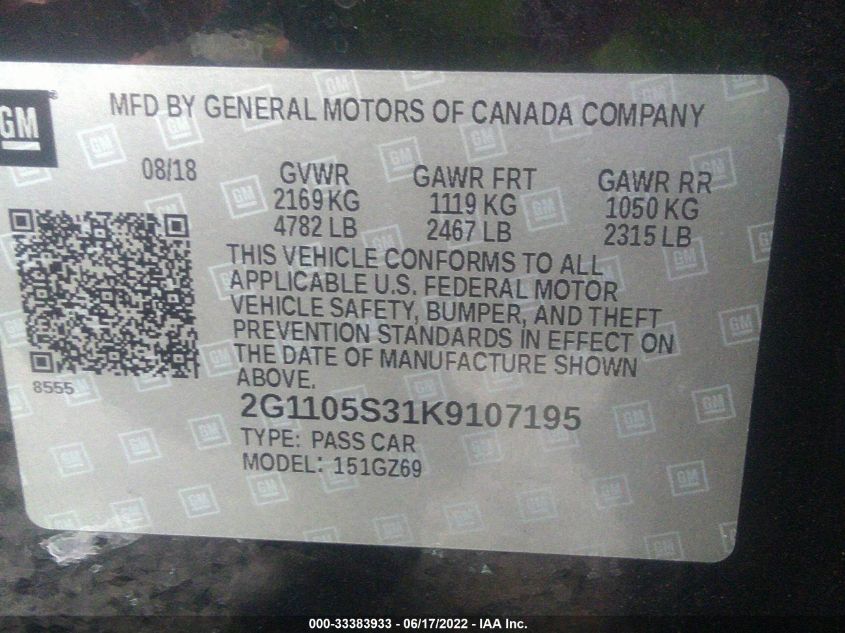 GM
MFD BY GENERAL MOTORS OF CANADA COMPANY
08/18 GVWR GAWR FRT GAWR RR
2169 KG 1119 KG 1050 KG
4782 LB 2467 LB 2315 LB
THIS VEHICLE CONFORMS TO ALL
APPLICABLE U.S. FEDERAL MOTOR
VEHICLE SAFETY, BUMPER, AND THEFT
PREVENTION STANDARDS IN EFFECT ON
THE DATE OF MANUFACTURE SHOWN
ABOVE.
8555
2G1105S31K9107195
TYPE: PASS CAR
MODEL: 151GZ69
000-33383933 - 06/17/2022 - IAA Inc.